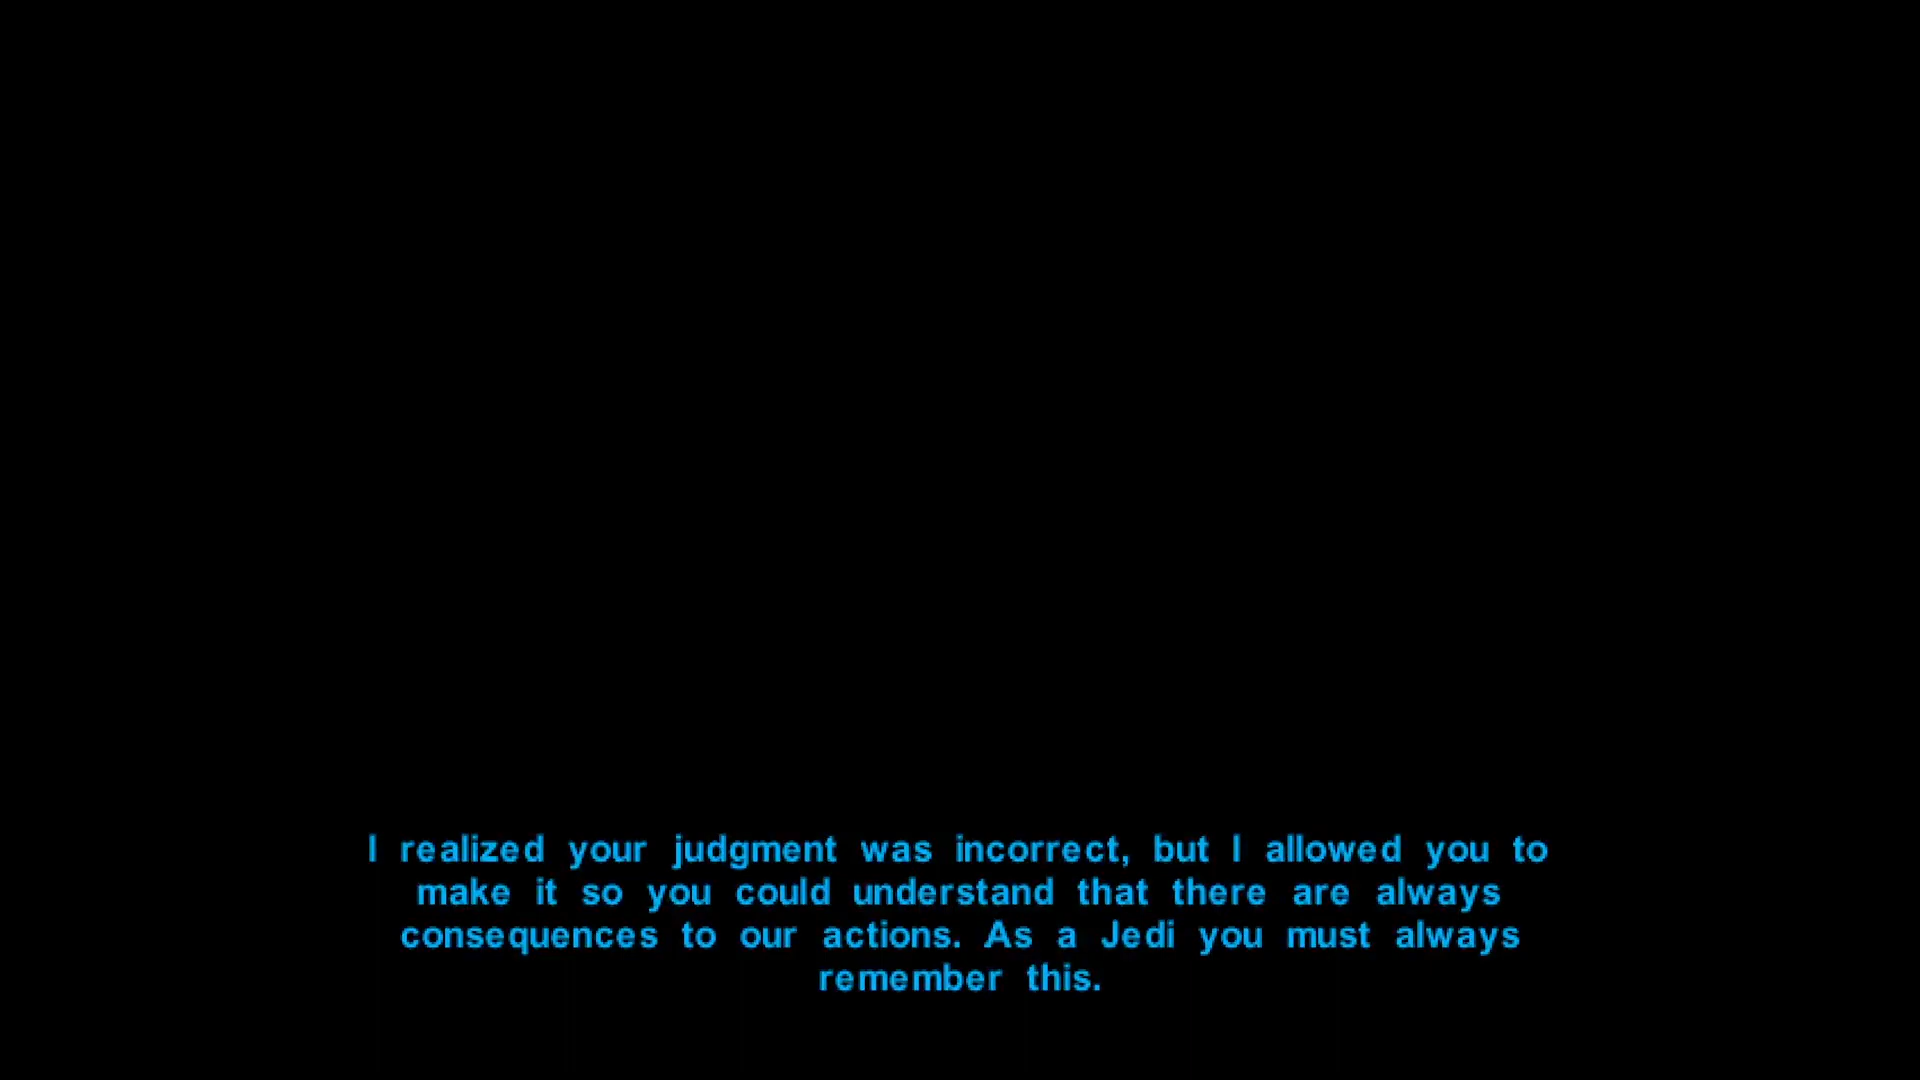 I realized your judgment was incorrect, but I allowed you to
make it so you could understand that there are always
consequences to our actions. As a Jedi you must always
remember this.